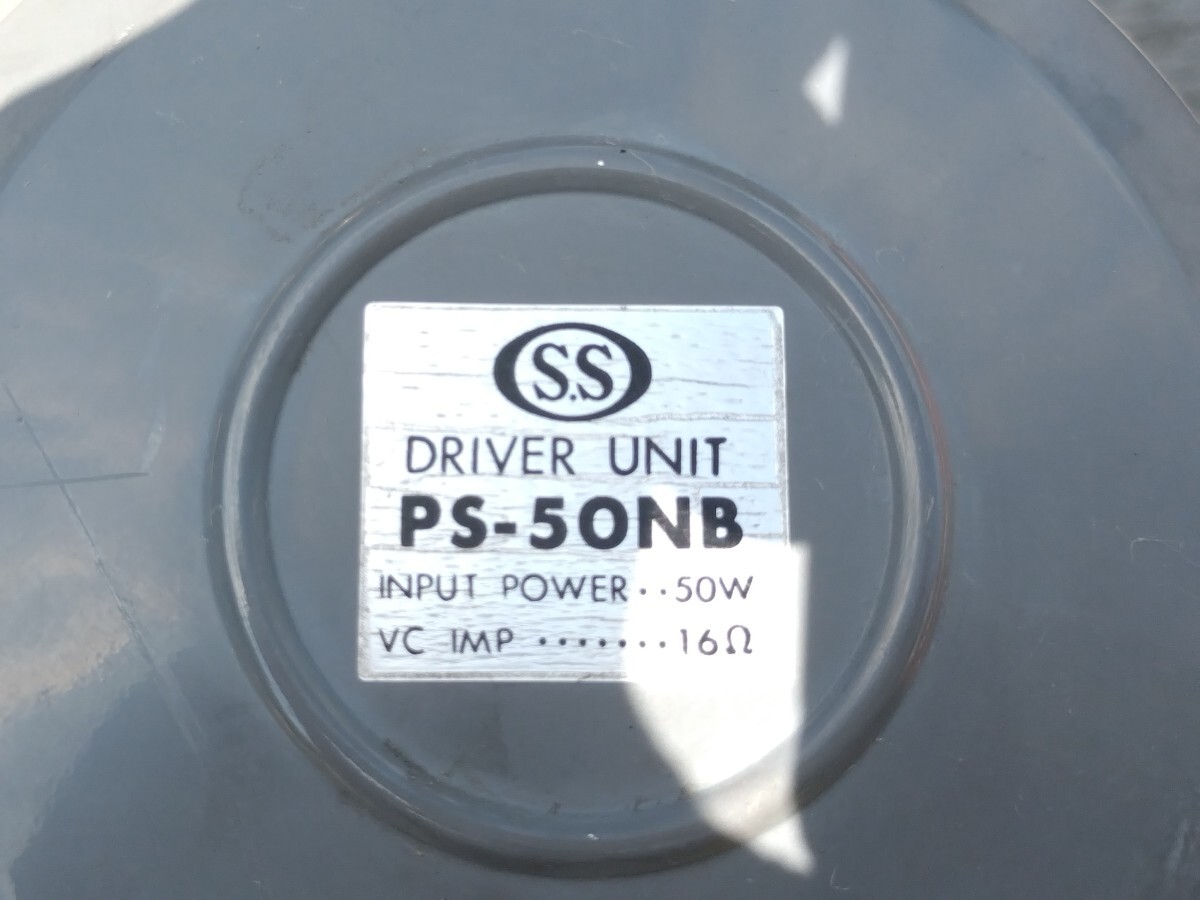 S.S
DRIVER UNIT
PS-50NB
INPUT POWER··50W
VC IMP ·······16Ω